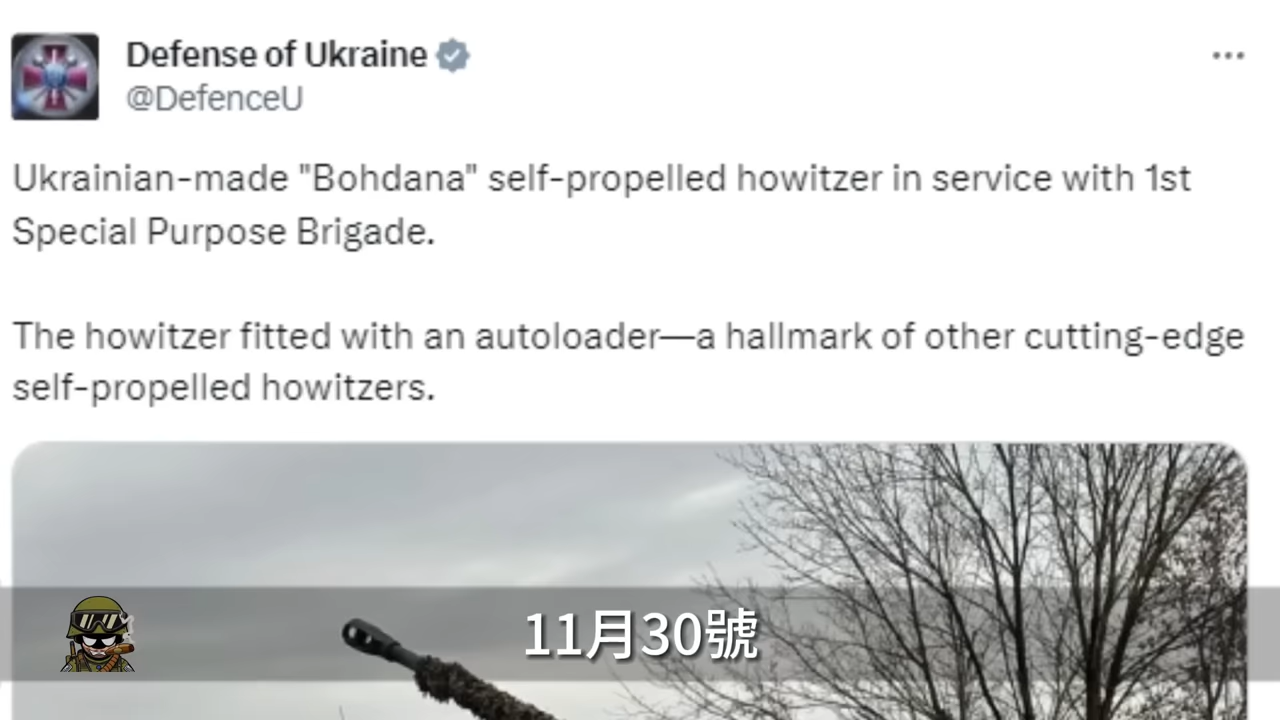 Defense of Ukraine
@DefenceU
Ukrainian-made "Bohdana" self-propelled howitzer in service with 1st
Special Purpose Brigade.
The howitzer fitted with an autoloader—a hallmark of other cutting-edge
self-propelled howitzers.
11月30號